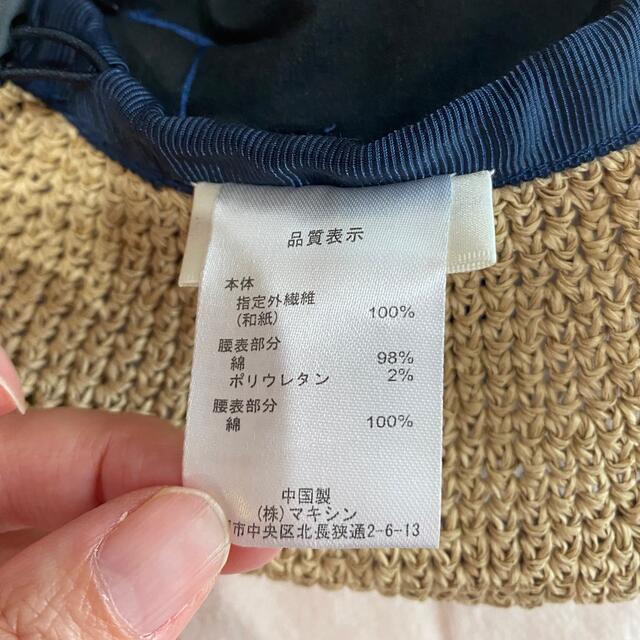 品質表示
本体
指定外繊維
(和紙) 100%
腰表部分
綿 98%
ポリウレタン 2%
腰表部分
綿 100%
中国製
(株)マキシン
市中央区北長狭通2-6-13